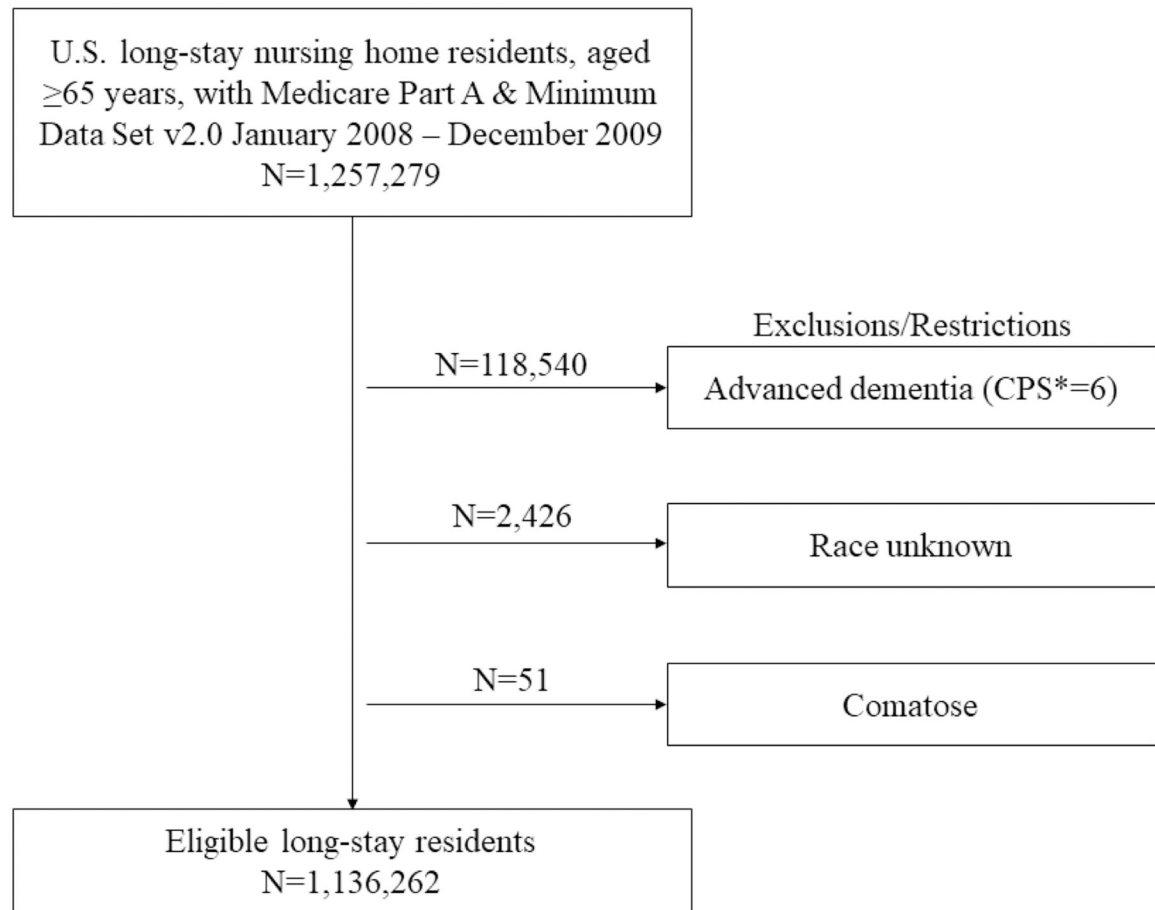 U.S. long-stay nursing home residents, aged
≥65 years, with Medicare Part A & Minimum
Data Set v2.0 January 2008 – December 2009
N=1,257,279
Exclusions/Restrictions
N=118,540
Advanced dementia (CPS*=6)
N=2,426
Race unknown
N=51
Comatose
Eligible long-stay residents
N=1,136,262